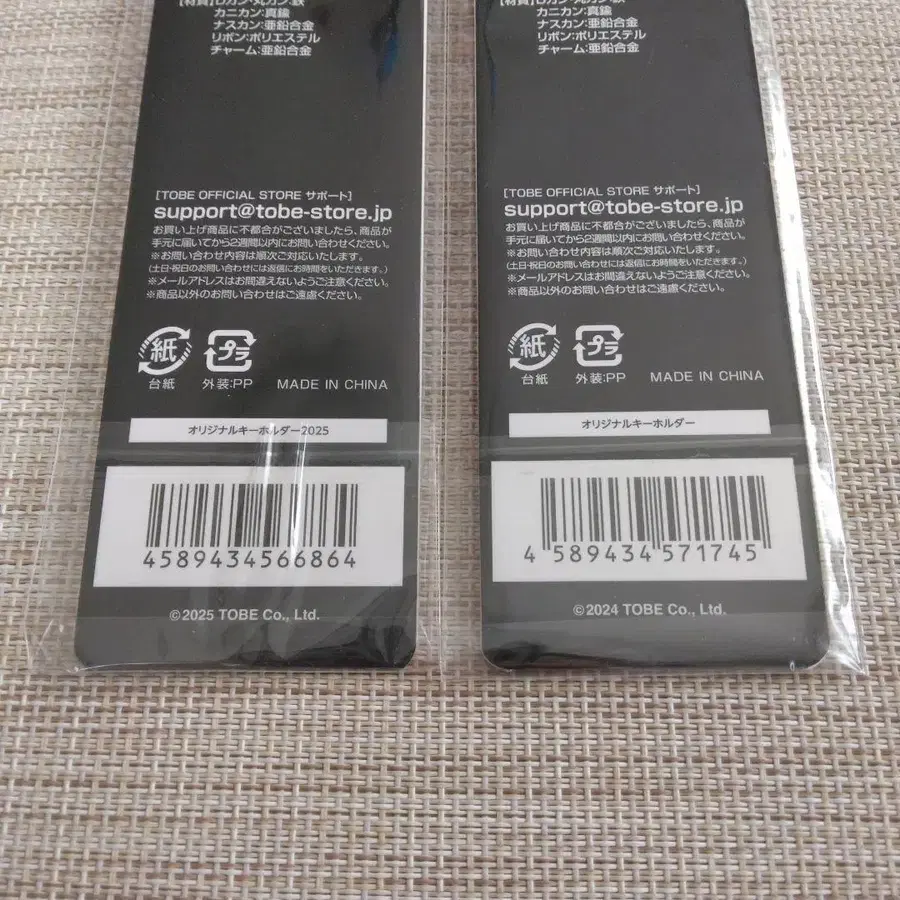 【材質】Dカン・丸カン:鉄
カニカン:真鍮
ナスカン:亜鉛合金
リボン:ポリエステル
チャーム:亜鉛合金
[TOBE OFFICIAL STORE サポート]
support@tobe-store.jp
お買い上げ商品に不都合がございましたら、商品が
手元に届いてから2週間以内にお問い合わせください。
※お問い合わせ内容は順次ご対応いたします。
(土日・祝日のお問い合わせには返信にお時間をいただきます。)
※メールアドレスはお間違えないようご注意ください。
※商品以外のお問い合わせはご遠慮ください。
紙 プラ
台紙 外装:PP MADE IN CHINA
オリジナルキーホルダー2025
4589434566864
©2025 TOBE Co., Ltd.
【材質】Dカン・丸カン:鉄
カニカン:真鍮
ナスカン:亜鉛合金
リボン:ポリエステル
チャーム:亜鉛合金
[TOBE OFFICIAL STORE サポート]
support@tobe-store.jp
お買い上げ商品に不都合がございましたら、商品が
手元に届いてから2週間以内にお問い合わせください。
※お問い合わせ内容は順次ご対応いたします。
(土日・祝日のお問い合わせには返信にお時間をいただきます。)
※メールアドレスはお間違えないようご注意ください。
※商品以外のお問い合わせはご遠慮ください。
紙 プラ
台紙 外装:PP MADE IN CHINA
オリジナルキーホルダー
4 589434 571745
©2024 TOBE Co., Ltd.